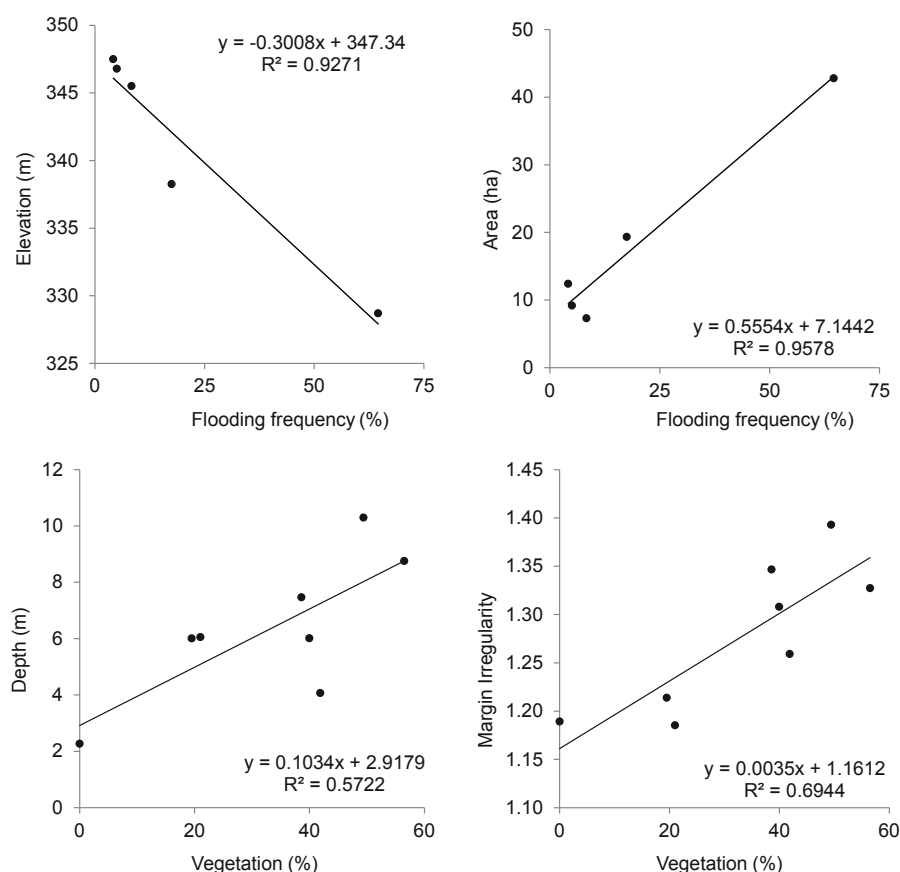 350
345
340
335
330
325
Elevation (m)
y = -0.3008x + 347.34
R² = 0.9271
0 25 50 75
Flooding frequency (%)
50
40
30
20
10
0
Area (ha)
y = 0.5554x + 7.1442
R² = 0.9578
0 25 50 75
Flooding frequency (%)
12
10
8
6
4
2
0
Depth (m)
y = 0.1034x + 2.9179
R² = 0.5722
0 20 40 60
Vegetation (%)
1.45
1.40
1.35
1.30
1.25
1.20
1.15
1.10
Margin Irregularity
y = 0.0035x + 1.1612
R² = 0.6944
0 20 40 60
Vegetation (%)